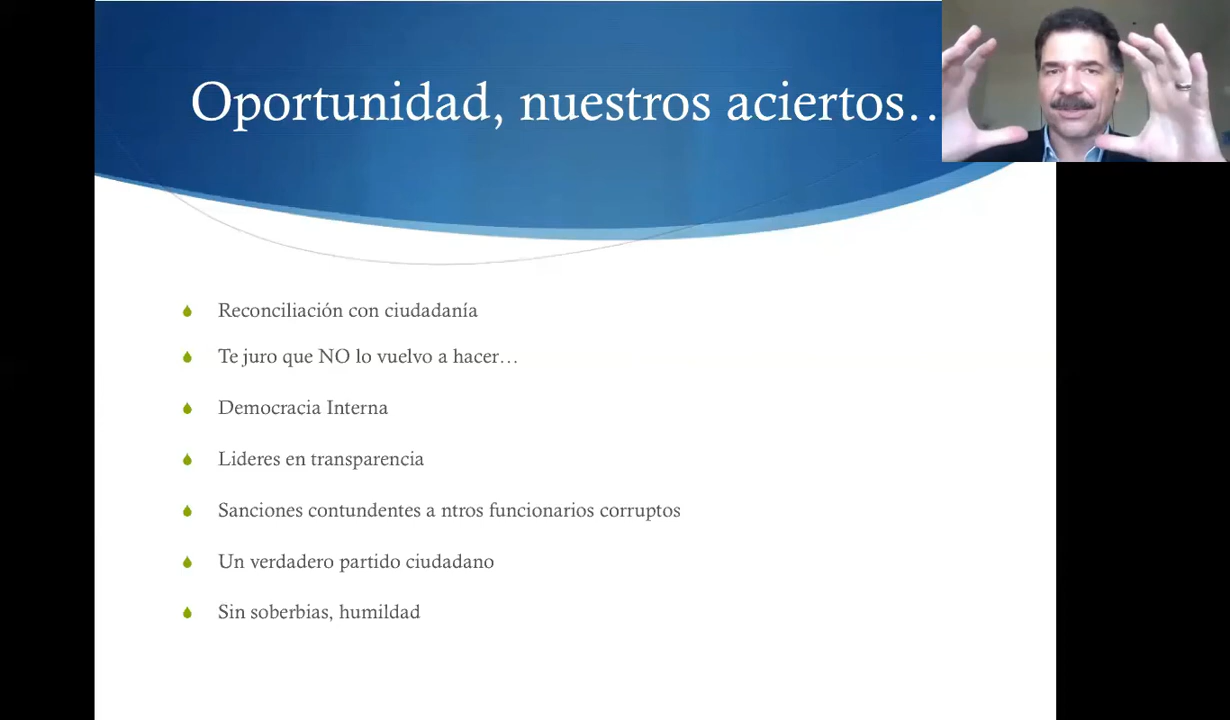 Oportunidad, nuestros aciertos..
Reconciliación con ciudadanía
Te juro que NO lo vuelvo a hacer…
Democracia Interna
Lideres en transparencia
Sanciones contundentes a ntros funcionarios corruptos
Un verdadero partido ciudadano
Sin soberbias, humildad